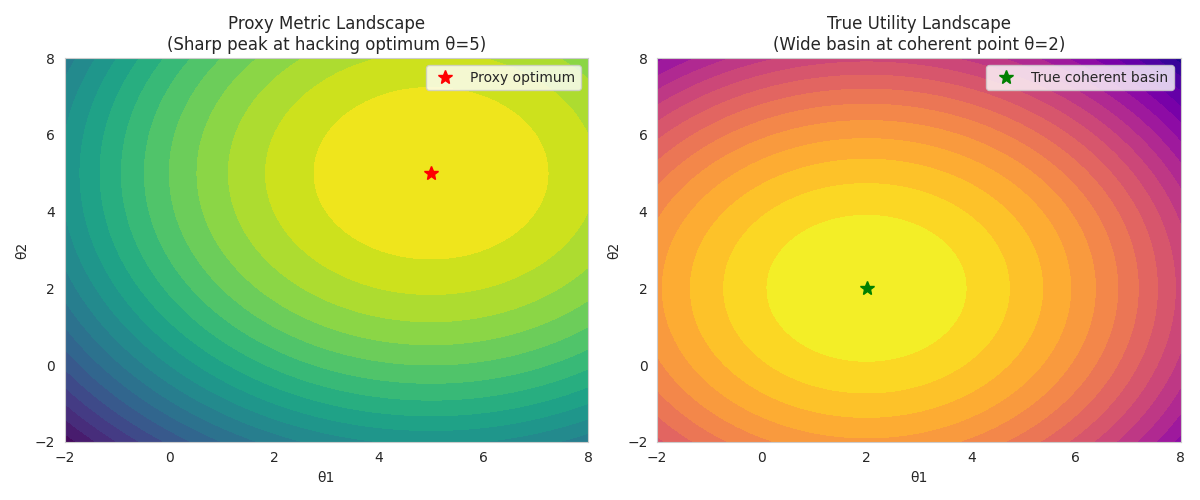 Proxy Metric Landscape
(Sharp peak at hacking optimum θ=5)
Proxy optimum
8
6
4
2
0
−2
θ2
−2
0
2
4
6
8
θ1
True Utility Landscape
(Wide basin at coherent point θ=2)
True coherent basin
8
6
4
2
0
−2
θ2
−2
0
2
4
6
8
θ1